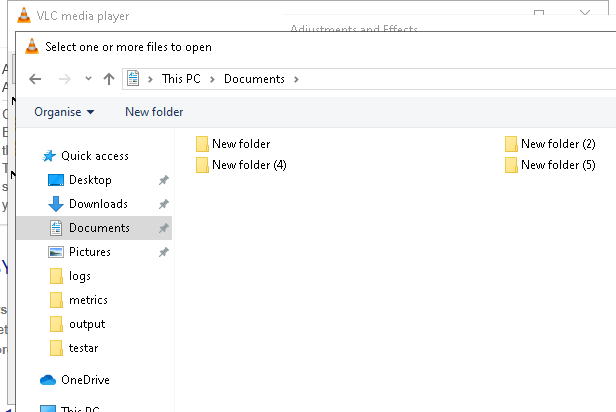 VLC media player
Adjustments and Effects
Select one or more files to open
This PC > Documents >
Organise New folder
Quick access
Desktop
Downloads
Documents
Pictures
logs
metrics
output
testar
OneDrive
This PC
New folder New folder (2)
New folder (4) New folder (5)